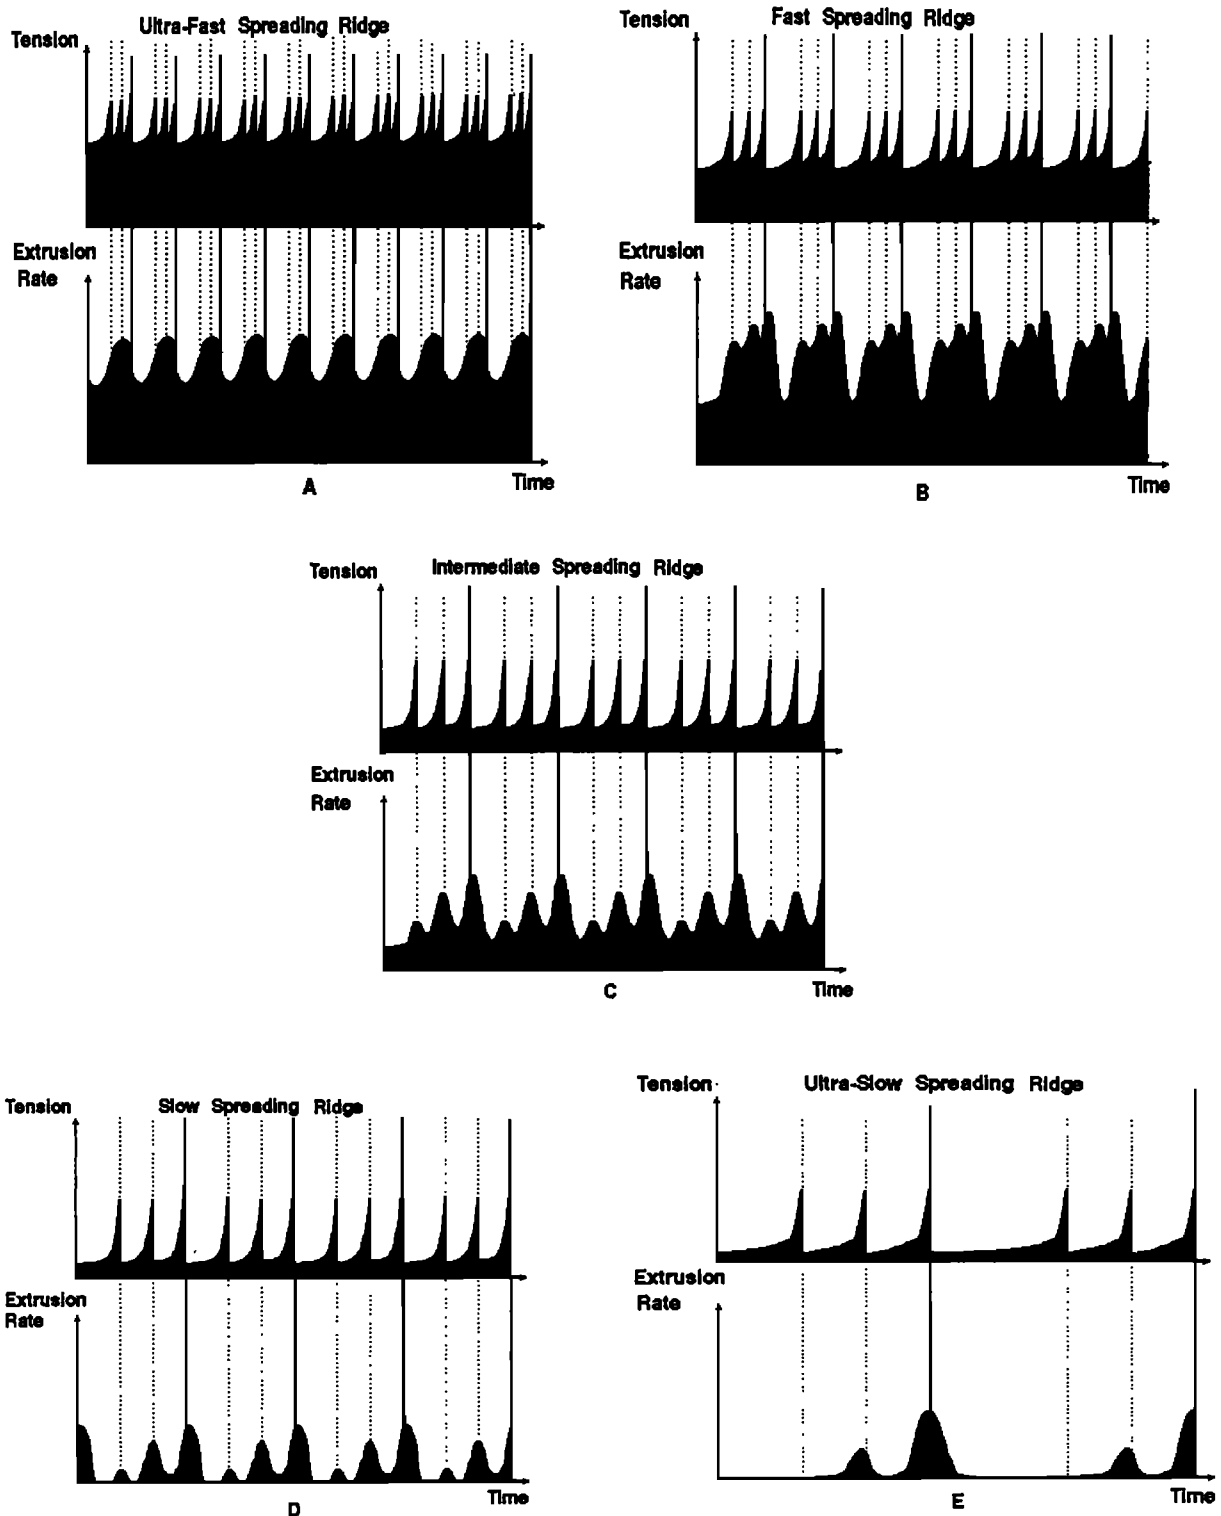 Ultra-Fast Spreading Ridge
Tension
Extrusion
Rate
Time
A
Fast Spreading Ridge
Tension
Extrusion
Rate
Time
B
Intermediate Spreading Ridge
Tension
Extrusion
Rate
Time
C
Slow Spreading Ridge
Tension
Extrusion
Rate
Time
D
Ultra-Slow Spreading Ridge
Tension
Extrusion
Rate
Time
E